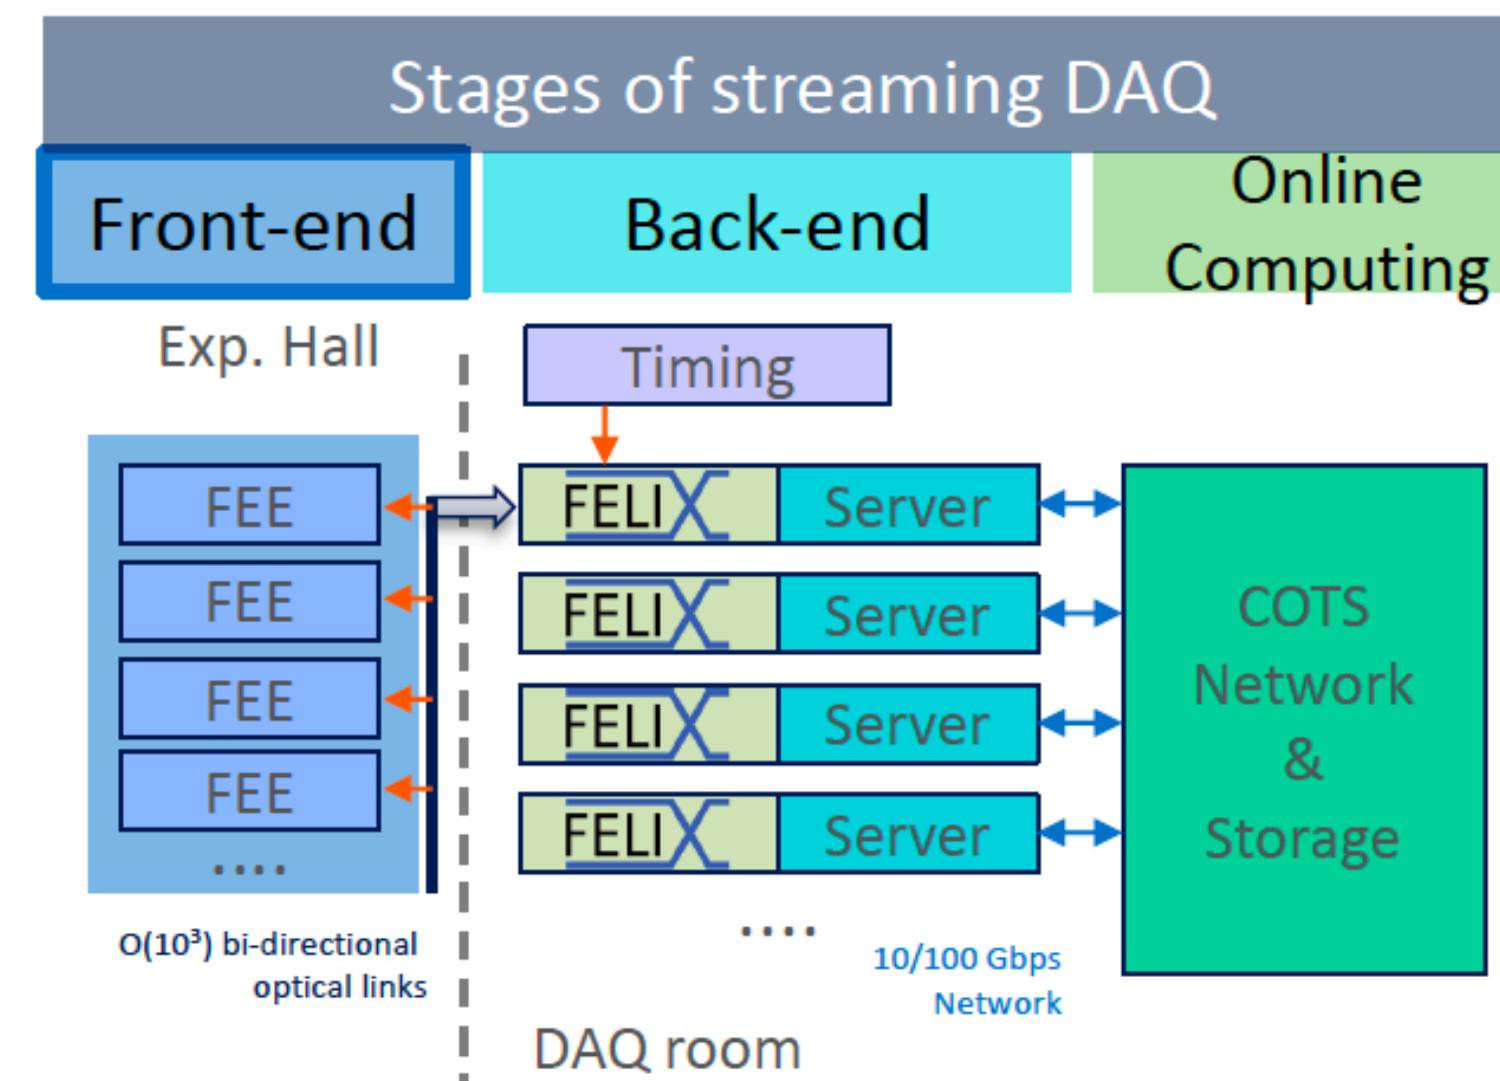 Stages of streaming DAQ
Front-end
Back-end
Online
Computing
Exp. Hall
Timing
FEE
FEE
FEE
FEE
....
O(10³) bi-directional
optical links
FELIX Server
FELIX Server
FELIX Server
FELIX Server
....
10/100 Gbps
Network
DAQ room
COTS
Network
&
Storage